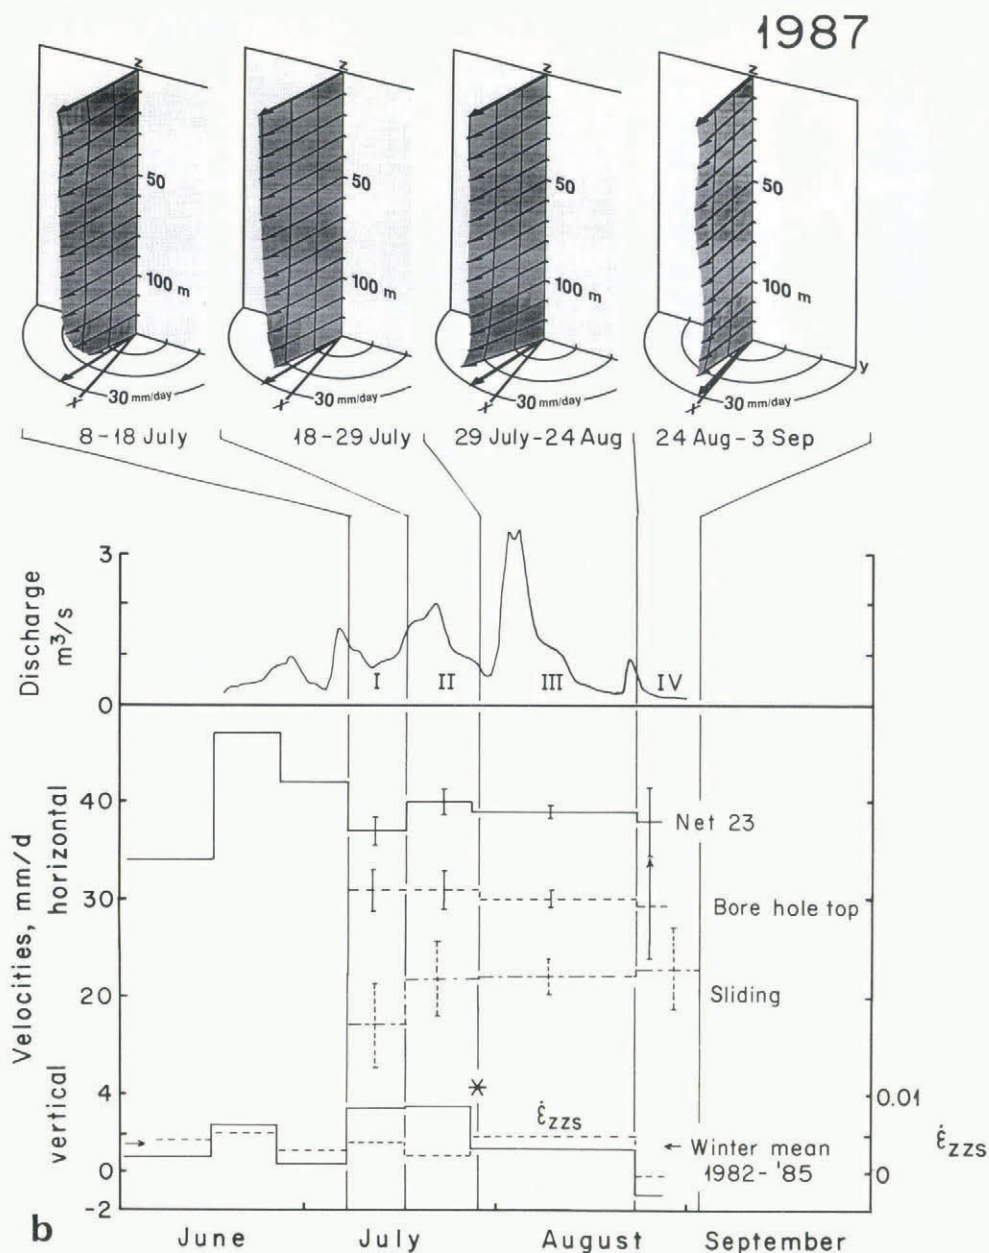 1987
z z z z
50 50 50 50
100 m 100 m 100 m 100 m
y
x x x x
30 mm/day 30 mm/day 30 mm/day 30 mm/day
8-18 July 18-29 July 29 July-24 Aug 24 Aug-3 Sep
Discharge
m³/s
3
0
I II III IV
Velocities, mm/d
horizontal
vertical
40
30
20
4
0
-2
Net 23
Bore hole top
Sliding
*
ε̇zzs
0.01
← Winter mean
1982-'85
0
ε̇zzs
b
June July August September